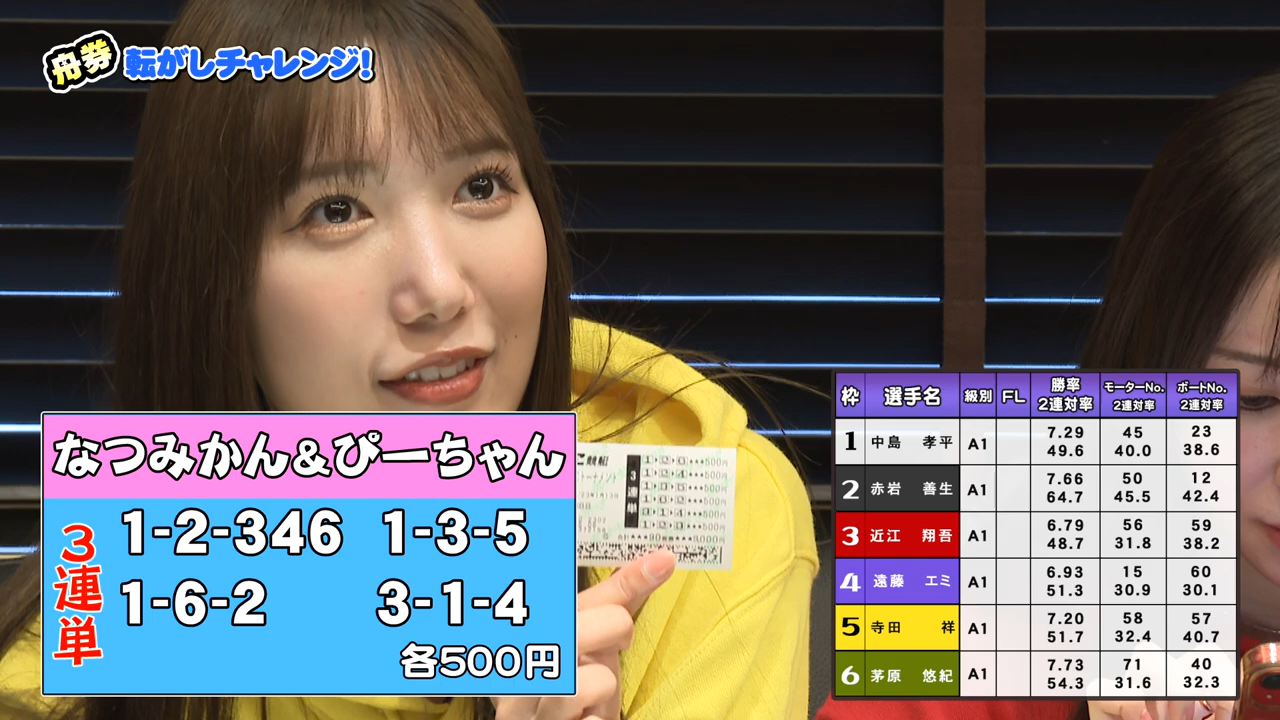 舟券転がしチャレンジ!
なつみかん&ぴーちゃん
3連単
1-2-346 1-3-5
1-6-2 3-1-4
各500円
枠 選手名 級別 FL 勝率 2連対率 モーターNo. 2連対率 ボートNo. 2連対率
1 中島 孝平 A1 7.29 49.6 45 40.0 23 38.6
2 赤岩 善生 A1 7.66 64.7 50 45.5 12 42.4
3 近江 翔吾 A1 6.79 48.7 56 31.8 59 38.2
4 遠藤 エミ A1 6.93 51.3 15 30.9 60 30.1
5 寺田 祥 A1 7.20 51.7 58 32.4 57 40.7
6 茅原 悠紀 A1 7.73 54.3 71 31.6 40 32.3
3連単